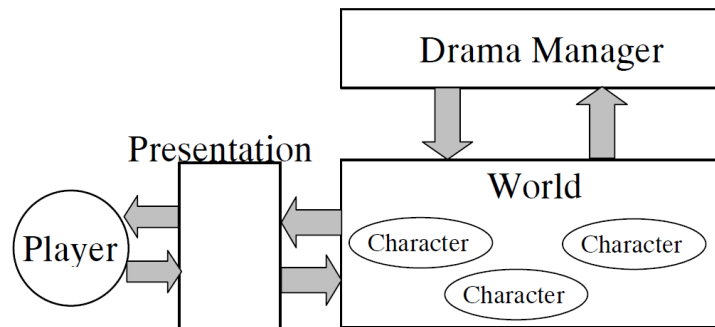 Drama Manager
Presentation
World
Player
Character
Character
Character